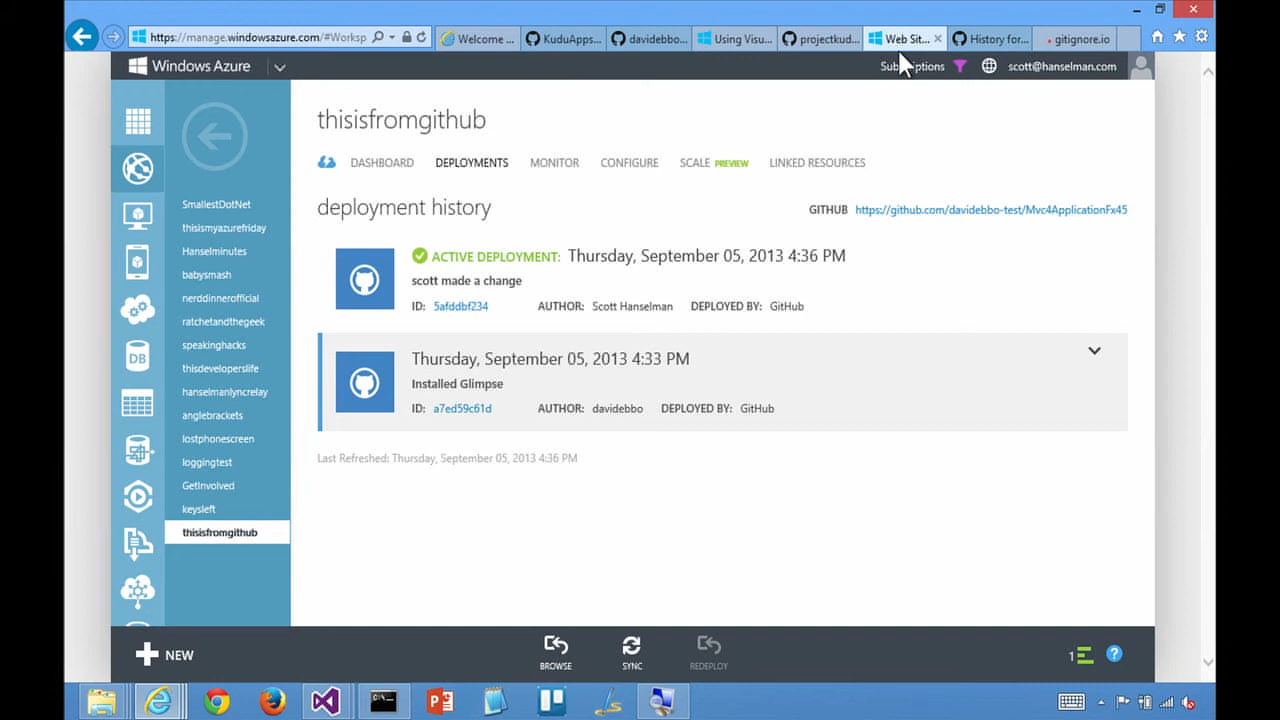 https://manage.windowsazure.com/#Worksp
Welcome ...
KuduApps...
davidebbo...
Using Visu...
projectkud...
Web Sit...
History for...
gitignore.io
Windows Azure
scott@hanselman.com
thisisfromgithub
DASHBOARD
DEPLOYMENTS
MONITOR
CONFIGURE
SCALE PREVIEW
LINKED RESOURCES
deployment history
GITHUB https://github.com/davidebbo-test/Mvc4ApplicationFx45
ACTIVE DEPLOYMENT: Thursday, September 05, 2013 4:36 PM
scott made a change
ID: 5afddbf234 AUTHOR: Scott Hanselman DEPLOYED BY: GitHub
Thursday, September 05, 2013 4:33 PM
Installed Glimpse
ID: a7ed59c61d AUTHOR: davidebbo DEPLOYED BY: GitHub
Last Refreshed: Thursday, September 05, 2013 4:36 PM
SmallestDotNet
thisismyazurefriday
Hanselminutes
babysmash
nerddinnerofficial
ratchetandthegeek
speakinghacks
thisdeveloperslife
hanselmanlyncrelay
anglebrackets
lostphonescreen
loggingtest
GetInvolved
keysleft
thisisfromgithub
DB
NEW
BROWSE
SYNC
REDEPLOY
1
?